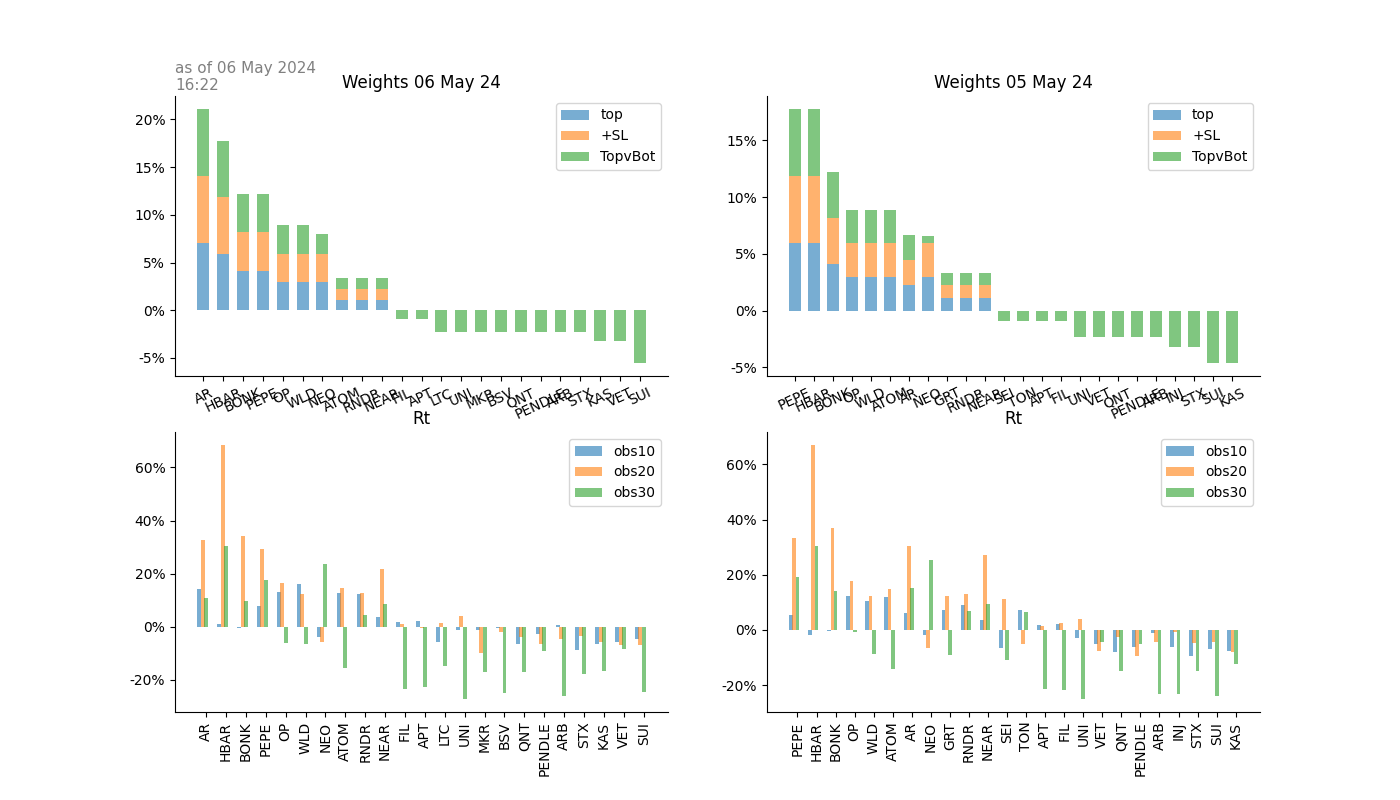 as of 06 May 2024
16:22
Weights 06 May 24
20%
15%
10%
5%
0%
-5%
top
+SL
TopvBot
AR HBAR BONK PEPE OP WLD NEO ATOM RNDR NEAR FIL APT LTC UNI MKR BSV QNT PENDLE ARB STX KAS VET SUI
Weights 05 May 24
15%
10%
5%
0%
-5%
top
+SL
TopvBot
PEPE HBAR BONK OP WLD ATOM AR NEO GRT RNDR NEAR SEI TON APT FIL UNI VET QNT PENDLE ARB INJ STX SUI KAS
Rt
60%
40%
20%
0%
-20%
obs10
obs20
obs30
AR HBAR BONK PEPE OP WLD NEO ATOM RNDR NEAR FIL APT LTC UNI MKR BSV QNT PENDLE ARB STX KAS VET SUI
Rt
60%
40%
20%
0%
-20%
obs10
obs20
obs30
PEPE HBAR BONK OP WLD ATOM AR NEO GRT RNDR NEAR SEI TON APT FIL UNI VET QNT PENDLE ARB INJ STX SUI KAS